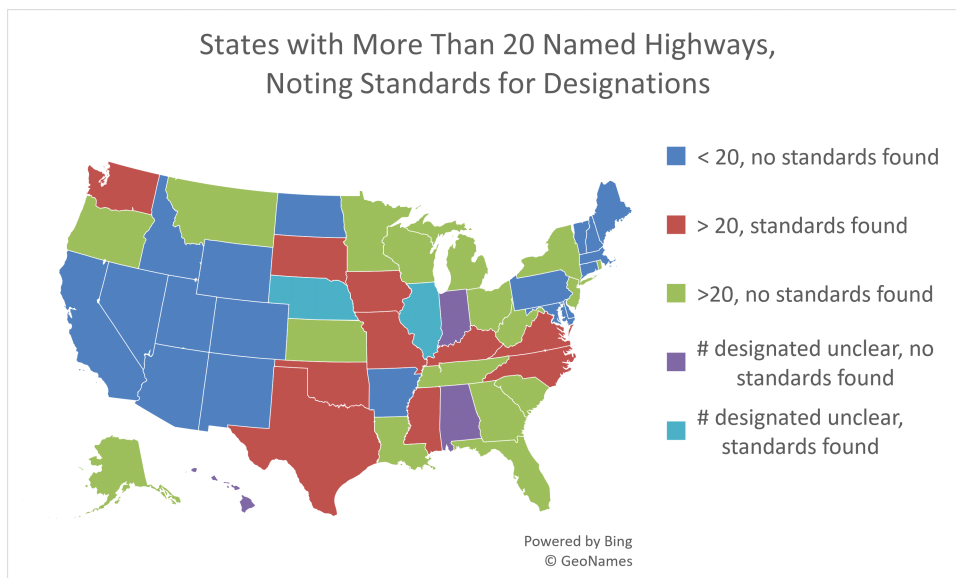 States with More Than 20 Named Highways,
Noting Standards for Designations
< 20, no standards found
> 20, standards found
>20, no standards found
# designated unclear, no
standards found
# designated unclear,
standards found
Powered by Bing
© GeoNames